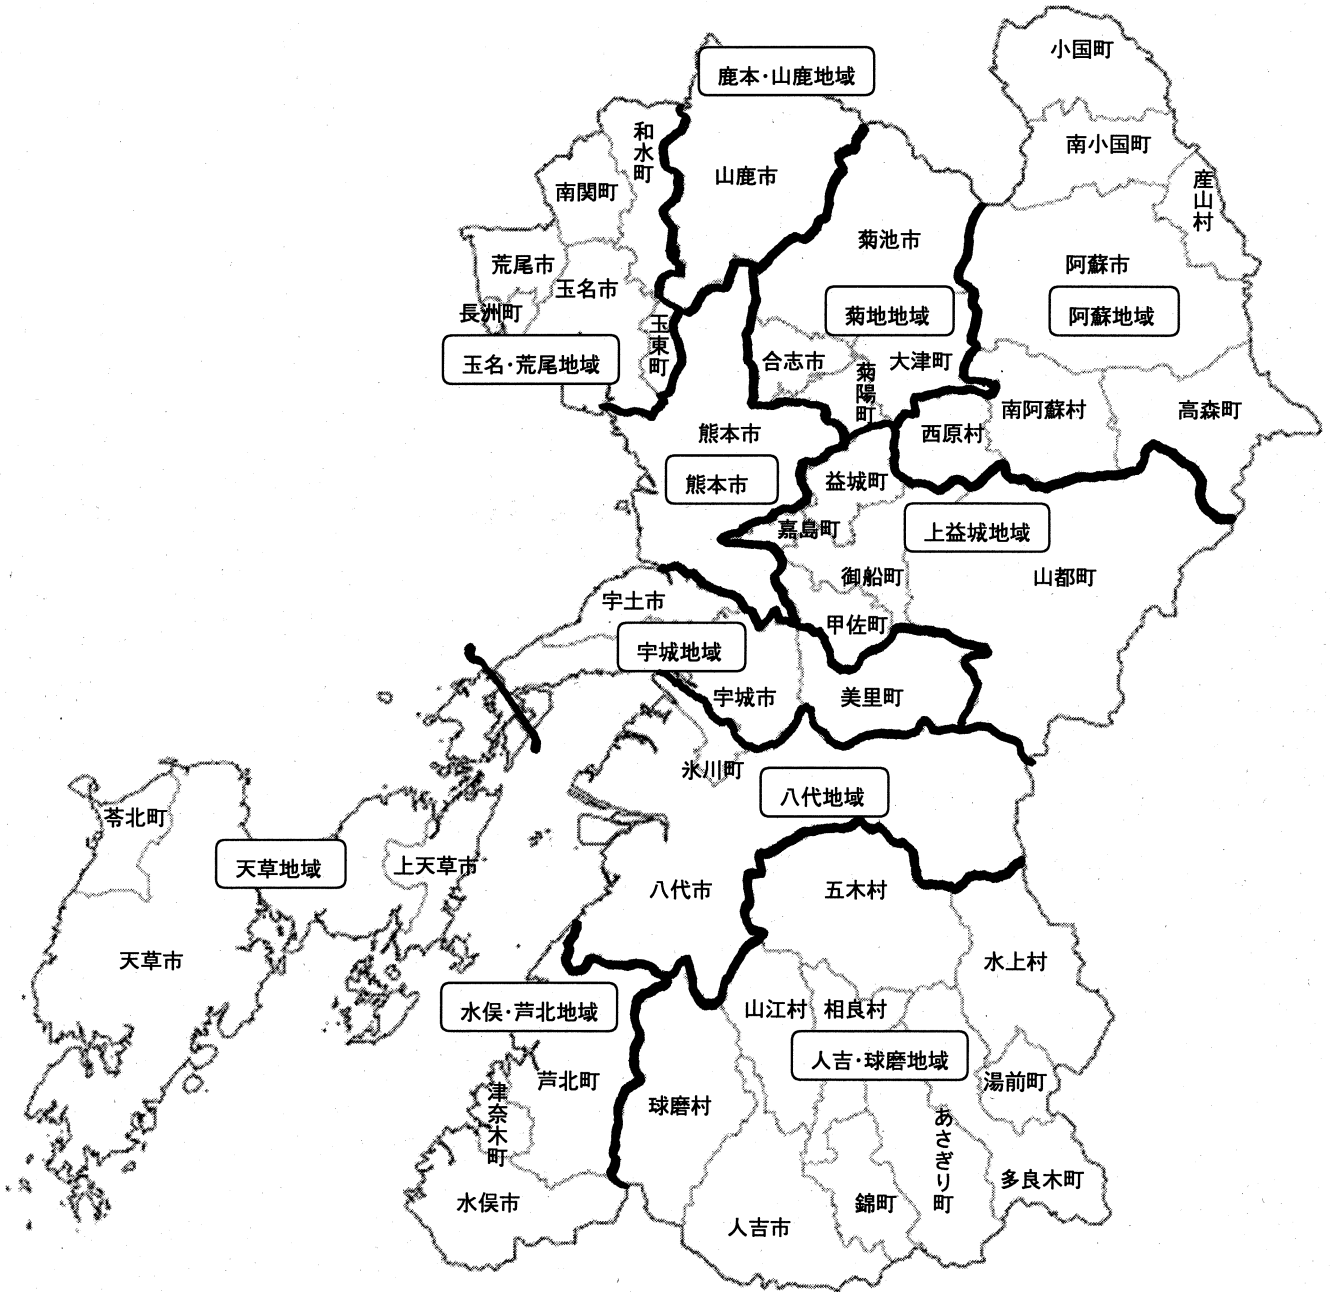 小国町
鹿本・山鹿地域
和水町
南小国町
山鹿市
南関町
産山村
菊池市
荒尾市
阿蘇市
玉名市
長洲町
菊地地域
阿蘇地域
玉東町
玉名・荒尾地域
合志市
大津町
菊陽町
南阿蘇村
高森町
熊本市
西原村
熊本市
益城町
嘉島町
上益城地域
御船町
山都町
宇土市
甲佐町
宇城地域
宇城市
美里町
氷川町
八代地域
苓北町
天草地域
上天草市
八代市
五木村
天草市
水上村
水俣・芦北地域
山江村
相良村
人吉・球磨地域
芦北町
湯前町
津奈木町
球磨村
あさぎり町
多良木町
水俣市
錦町
人吉市